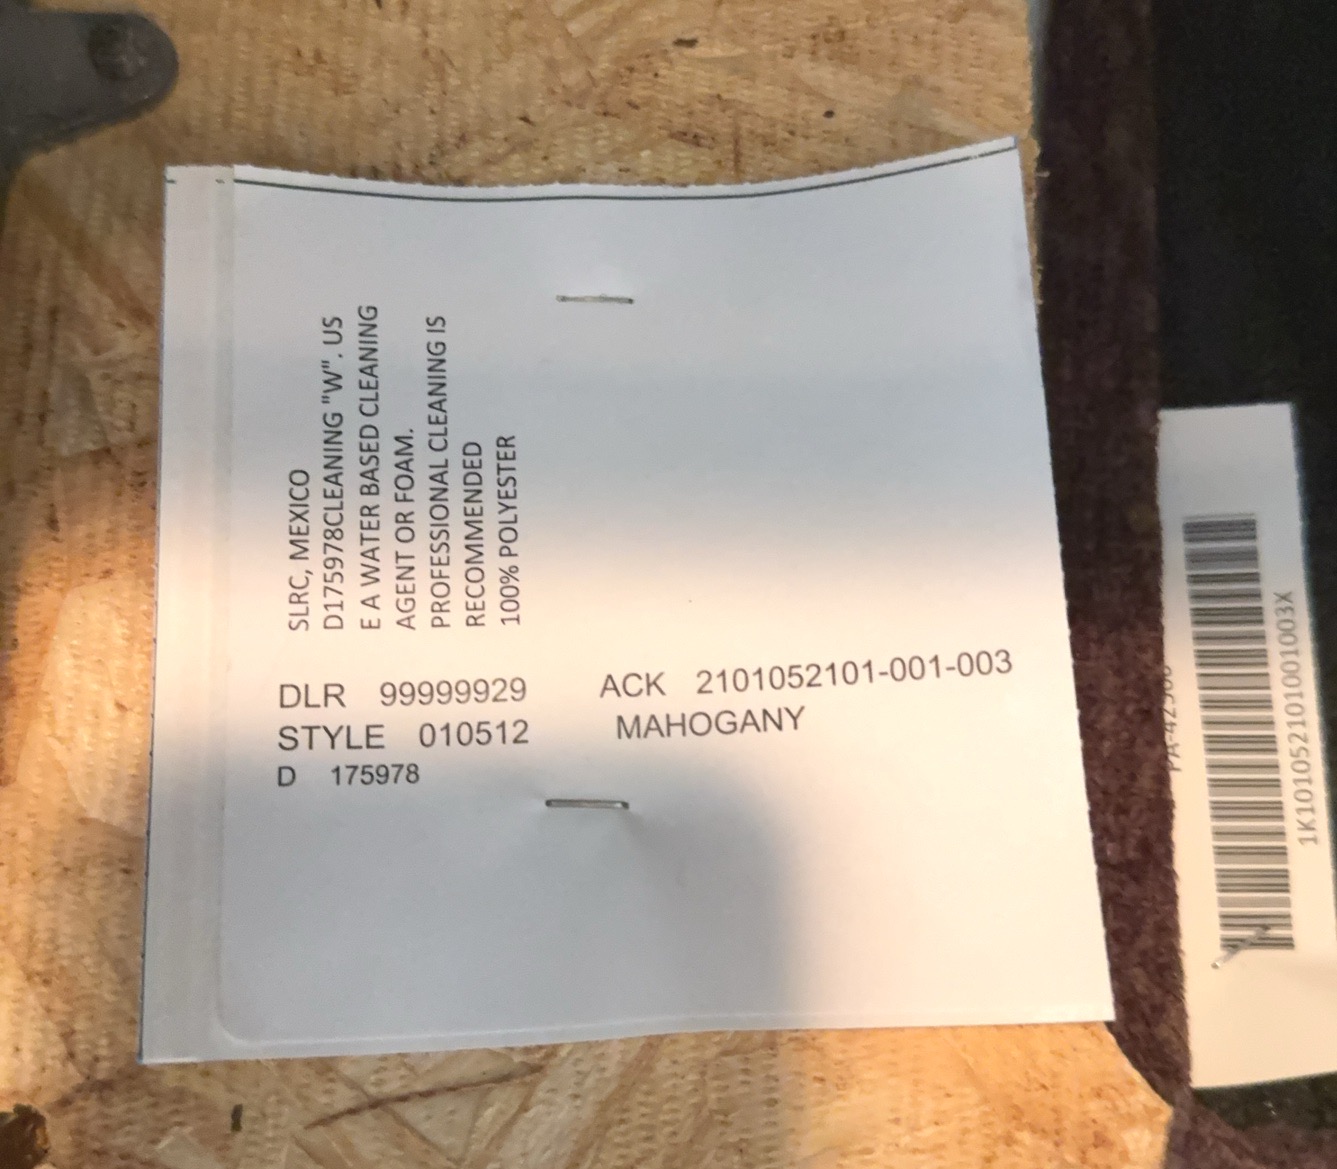 SLRC, MEXICO
D175978CLEANING "W". US
E A WATER BASED CLEANING
AGENT OR FOAM.
PROFESSIONAL CLEANING IS
RECOMMENDED
100% POLYESTER
DLR 99999929 ACK 2101052101-001-003
STYLE 010512 MAHOGANY
D 175978
1K101052101001003X